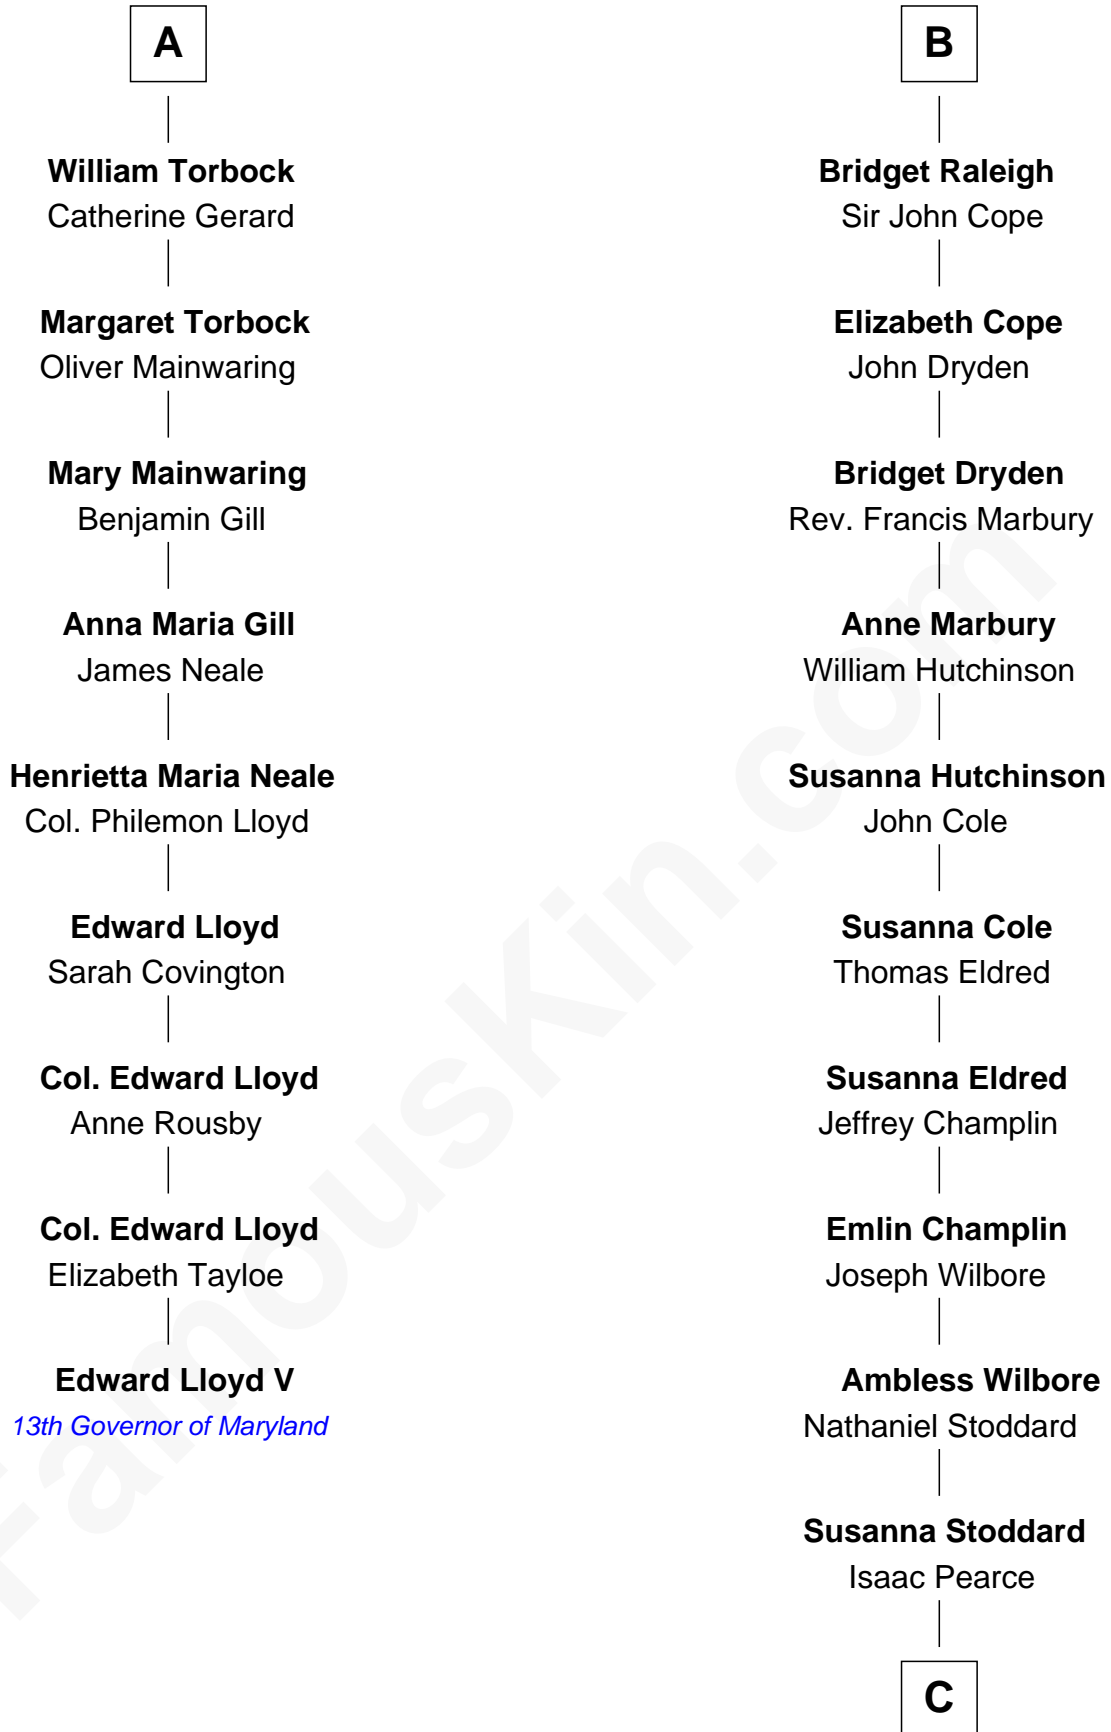 A
William Torbock
Catherine Gerard
Margaret Torbock
Oliver Mainwaring
Mary Mainwaring
Benjamin Gill
Anna Maria Gill
James Neale
Henrietta Maria Neale
Col. Philemon Lloyd
Edward Lloyd
Sarah Covington
Col. Edward Lloyd
Anne Rousby
Col. Edward Lloyd
Elizabeth Tayloe
Edward Lloyd V
13th Governor of Maryland
B
Bridget Raleigh
Sir John Cope
Elizabeth Cope
John Dryden
Bridget Dryden
Rev. Francis Marbury
Anne Marbury
William Hutchinson
Susanna Hutchinson
John Cole
Susanna Cole
Thomas Eldred
Susanna Eldred
Jeffrey Champlin
Emlin Champlin
Joseph Wilbore
Ambless Wilbore
Nathaniel Stoddard
Susanna Stoddard
Isaac Pearce
C
FamousKin.com